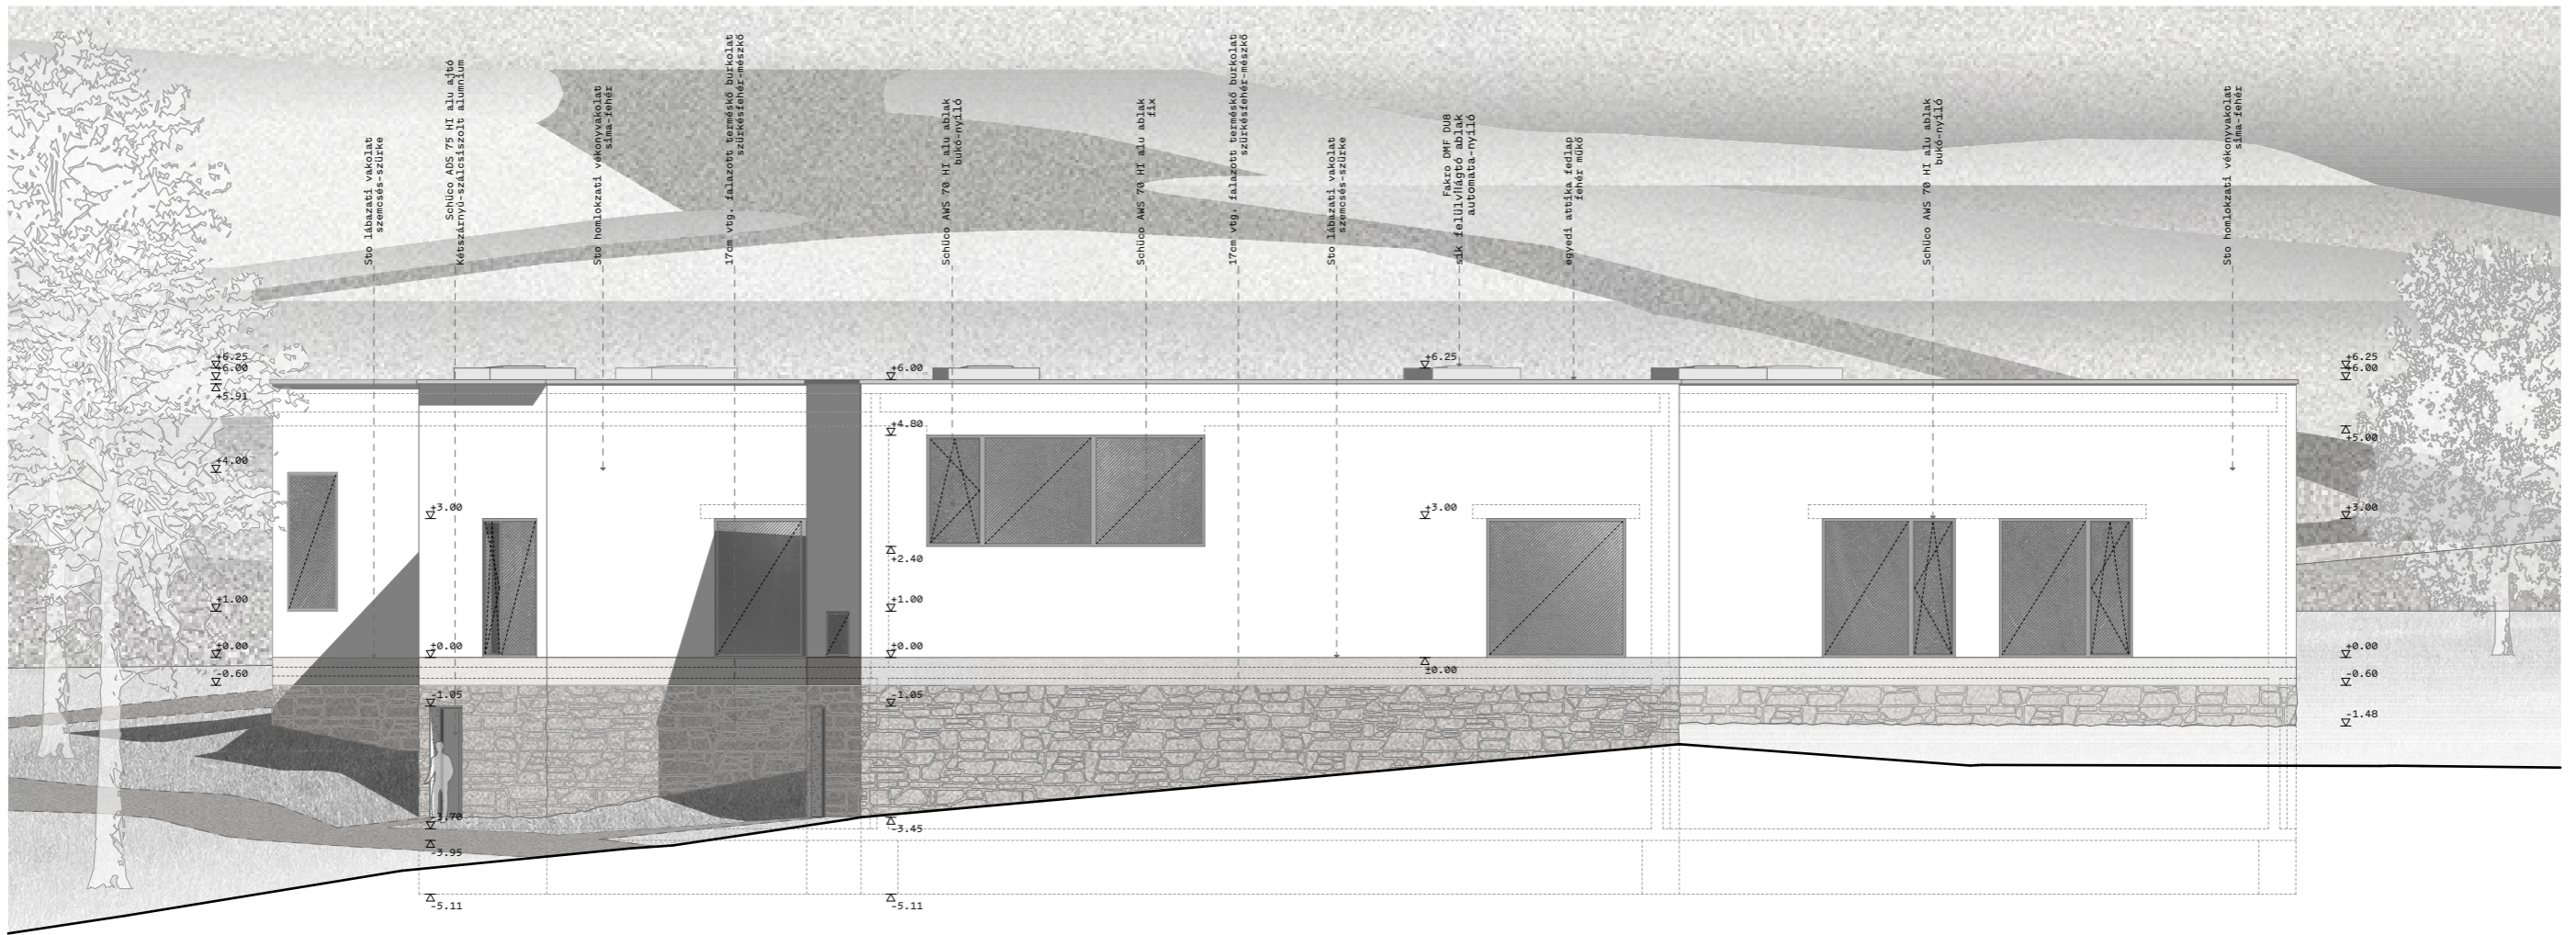 Sto lábazati vakolat
szemcsés-szürke
Schüco ADS 75 HI alu ajtó
Kétszárnyú-szálcsiszolt alumnium
Sto homlokzati vékonyvakolat
sima-fehér
17cm vtg. falazott terméskő burkolat
szürkésfehér-mészkő
Schüco AWS 70 HI alu ablak
bukó-nyíló
Schüco AWS 70 HI alu ablak
fix
17cm vtg. falazott terméskő burkolat
szürkésfehér-mészkő
Sto lábazati vakolat
szemcsés-szürke
Fakro DMF DU8
sík felülvilágtó ablak
automata-nyíló
egyedi attika fedlap
fehér műkő
Schüco AWS 70 HI alu ablak
bukó-nyíló
Sto homlokzati vékonyvakolat
sima-fehér
+6.25
+6.00
+5.91
+4.00
+1.00
+0.00
-0.60
+3.00
+0.00
-1.05
-3.70
-3.95
-5.11
+6.00
+4.80
+2.40
+1.00
+0.00
-1.05
-3.45
-5.11
+6.25
+3.00
+0.00
+6.25
+6.00
+5.00
+3.00
+0.00
-0.60
-1.48